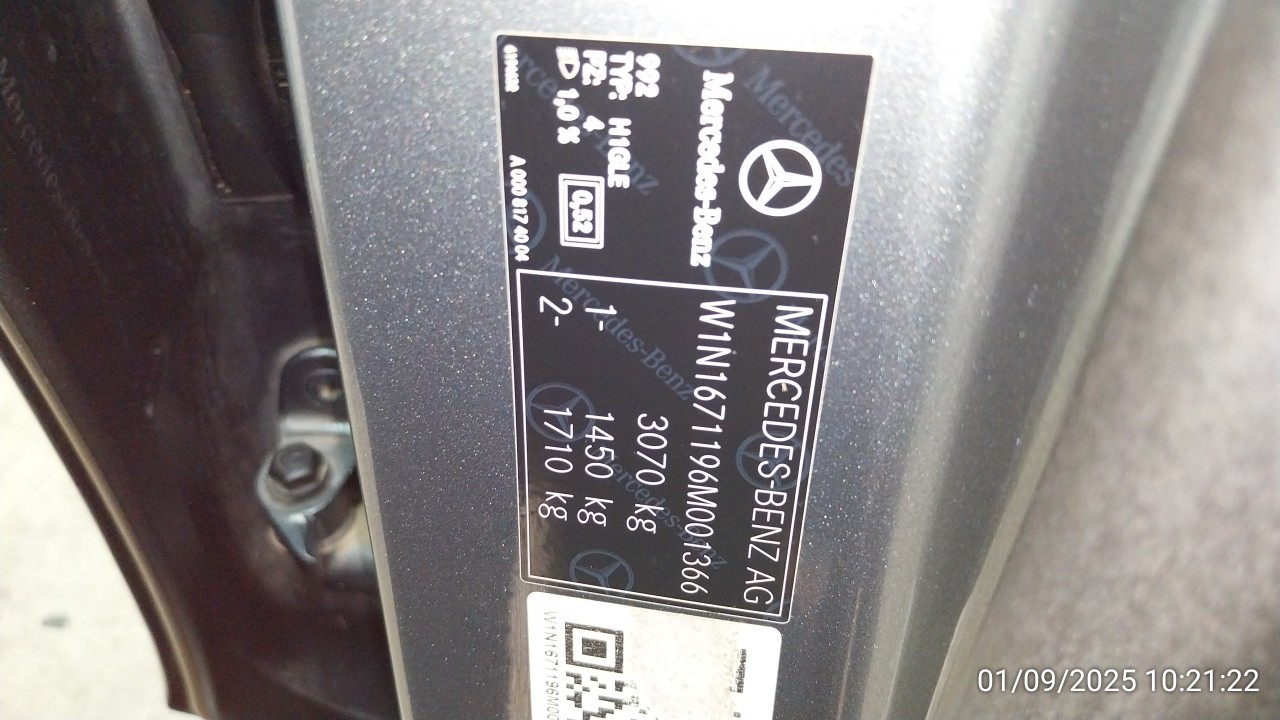 Mercedes-Benz
992
TYP: H1GLE
PZ: 4
1,0 %
0,52
A 000 817 40 04
MERCEDES-BENZ AG
W1N1671196M001366
3070 kg
1- 1450 kg
2- 1710 kg
W1N1671196M00
01/09/2025 10:21:22